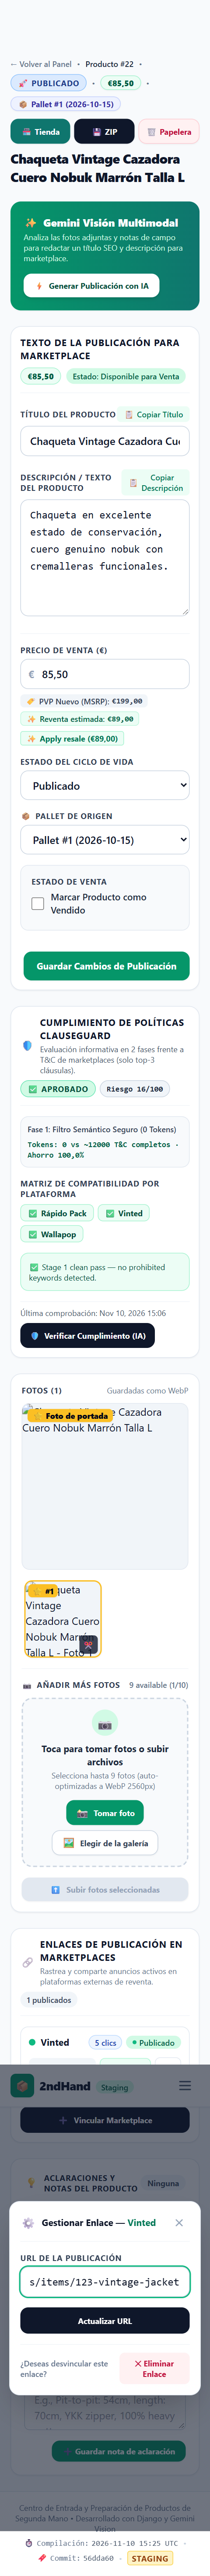 ← Volver al Panel • Producto #22 •
PUBLICADO • €85,50 •
Pallet #1 (2026-10-15)
Tienda
ZIP
Papelera
Chaqueta Vintage Cazadora
Cuero Nobuk Marrón Talla L
Gemini Visión Multimodal
Analiza las fotos adjuntas y notas de campo
para redactar un título SEO y descripción para
marketplace.
Generar Publicación con IA
TEXTO DE LA PUBLICACIÓN PARA
MARKETPLACE
€85,50
Estado: Disponible para Venta
TÍTULO DEL PRODUCTO
Copiar Título
Chaqueta Vintage Cazadora Cue
DESCRIPCIÓN / TEXTO
DEL PRODUCTO
Copiar
Descripción
Chaqueta en excelente
estado de conservación,
cuero genuino nobuk con
cremalleras funcionales.
PRECIO DE VENTA (€)
€ 85,50
PVP Nuevo (MSRP): €199,00
Reventa estimada: €89,00
Apply resale (€89,00)
ESTADO DEL CICLO DE VIDA
Publicado
PALLET DE ORIGEN
Pallet #1 (2026-10-15)
ESTADO DE VENTA
Marcar Producto como
Vendido
Guardar Cambios de Publicación
CUMPLIMIENTO DE POLÍTICAS
CLAUSEGUARD
Evaluación informativa en 2 fases frente a
T&C de marketplaces (solo top-3
cláusulas).
APROBADO
Riesgo 16/100
Fase 1: Filtro Semántico Seguro (0 Tokens)
Tokens: 0 vs ~12000 T&C completos ·
Ahorro 100,0%
MATRIZ DE COMPATIBILIDAD POR
PLATAFORMA
Rápido Pack
Vinted
Wallapop
Stage 1 clean pass — no prohibited
keywords detected.
Última comprobación: Nov 10, 2026 15:06
Verificar Cumplimiento (IA)
FOTOS (1)
Guardadas como WebP
Foto de portada
Cazadora
Cuero Nobuk Marrón Talla L
#1
Vintage
Cazadora Cuero
Nobuk
Talla L - Foto 1
AÑADIR MÁS FOTOS
9 available (1/10)
Toca para tomar fotos o subir
archivos
Selecciona hasta 9 fotos (auto-
optimizadas a WebP 2560px)
Tomar foto
Elegir de la galería
Subir fotos seleccionadas
ENLACES DE PUBLICACIÓN EN
MARKETPLACES
Rastrea y comparte anuncios activos en
plataformas externas de reventa.
1 publicados
Vinted
5 clics
Publicado
2ndHand
Staging
Vincular Marketplace
ACLARACIONES Y
NOTAS DEL PRODUCTO
Ninguna
Gestionar Enlace — Vinted
URL DE LA PUBLICACIÓN
s/items/123-vintage-jacket
Actualizar URL
¿Deseas desvincular este
enlace?
Eliminar
Enlace
E.g., Pit-to-pit: 54cm, length:
70cm, YKK zipper, 100% heavy
Guardar nota de aclaración
Centro de Entrada y Preparación de Productos de
Segunda Mano • Desarrollado con Django y Gemini
Vision
Compilación: 2026-11-10 15:25 UTC ·
Commit: 56dda60 · STAGING